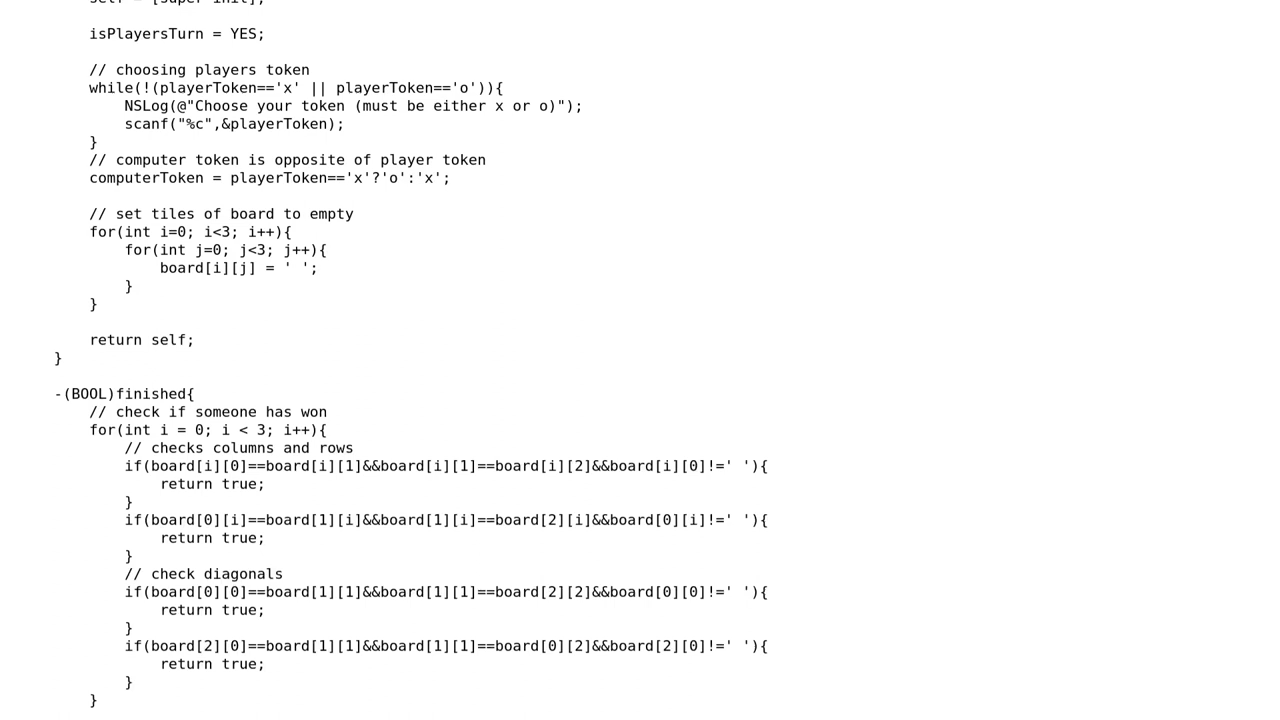 self = [super init];
isPlayersTurn = YES;
// choosing players token
while(!(playerToken=='x' || playerToken=='o')){
NSLog(@"Choose your token (must be either x or o)");
scanf("%c",&playerToken);
}
// computer token is opposite of player token
computerToken = playerToken=='x'?'o':'x';
// set tiles of board to empty
for(int i=0; i<3; i++){
for(int j=0; j<3; j++){
board[i][j] = ' ';
}
}
return self;
}
-(BOOL)finished{
// check if someone has won
for(int i = 0; i < 3; i++){
// checks columns and rows
if(board[i][0]==board[i][1]&&board[i][1]==board[i][2]&&board[i][0]!=' '){
return true;
}
if(board[0][i]==board[1][i]&&board[1][i]==board[2][i]&&board[0][i]!=' '){
return true;
}
// check diagonals
if(board[0][0]==board[1][1]&&board[1][1]==board[2][2]&&board[0][0]!=' '){
return true;
}
if(board[2][0]==board[1][1]&&board[1][1]==board[0][2]&&board[2][0]!=' '){
return true;
}
}